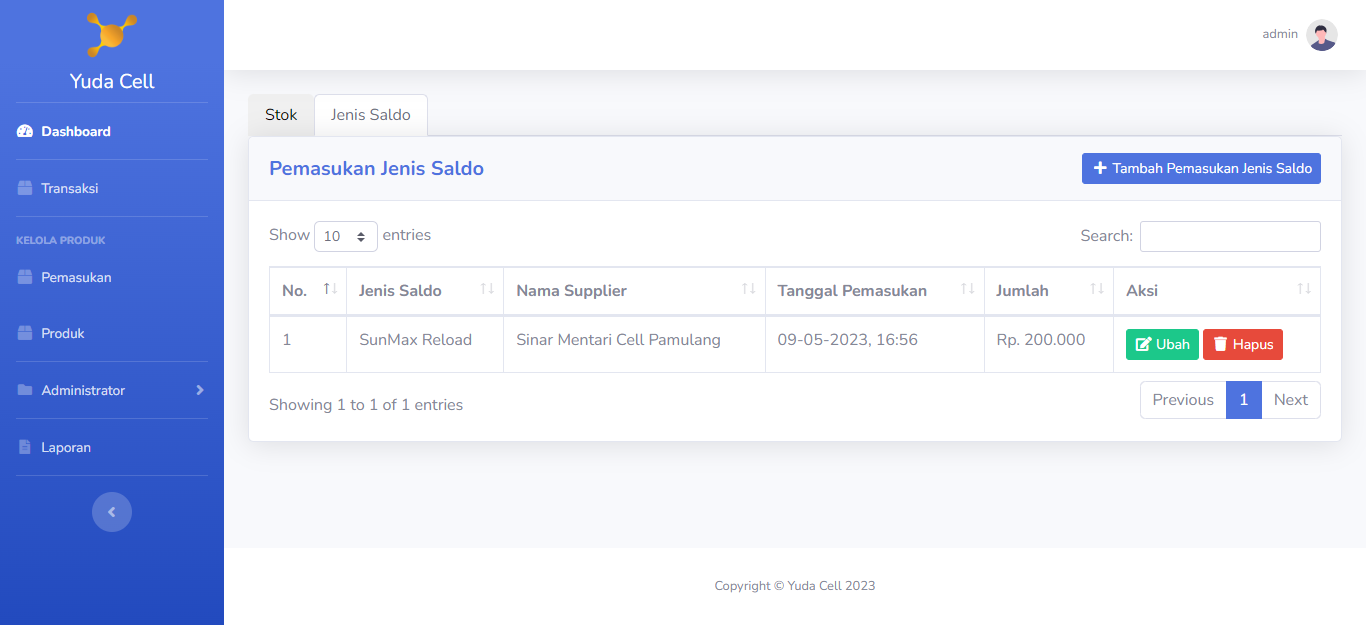 Yuda Cell
Dashboard
Transaksi
KELOLA PRODUK
Pemasukan
Produk
Administrator
Laporan
admin
Stok Jenis Saldo
Pemasukan Jenis Saldo
Tambah Pemasukan Jenis Saldo
Show 10 entries
Search:
No. Jenis Saldo Nama Supplier Tanggal Pemasukan Jumlah Aksi
1 SunMax Reload Sinar Mentari Cell Pamulang 09-05-2023, 16:56 Rp. 200.000 Ubah Hapus
Showing 1 to 1 of 1 entries
Previous 1 Next
Copyright © Yuda Cell 2023